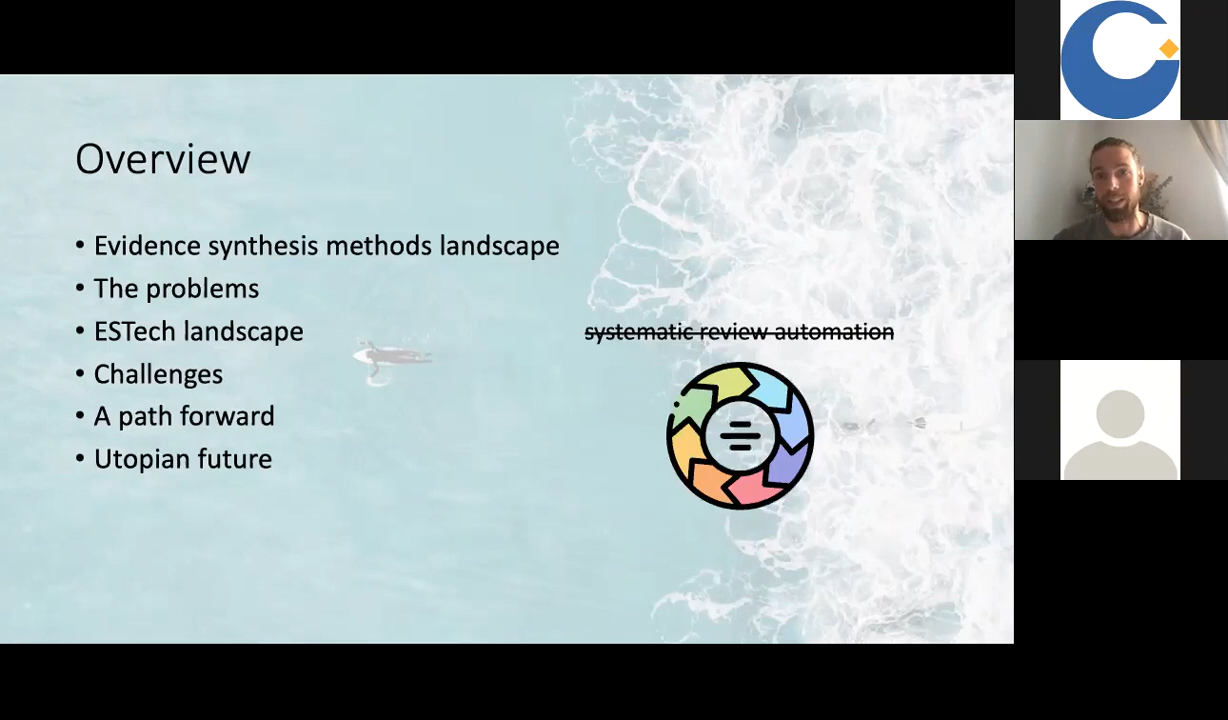 Overview
• Evidence synthesis methods landscape
• The problems
• ESTech landscape
• Challenges
• A path forward
• Utopian future
systematic review automation